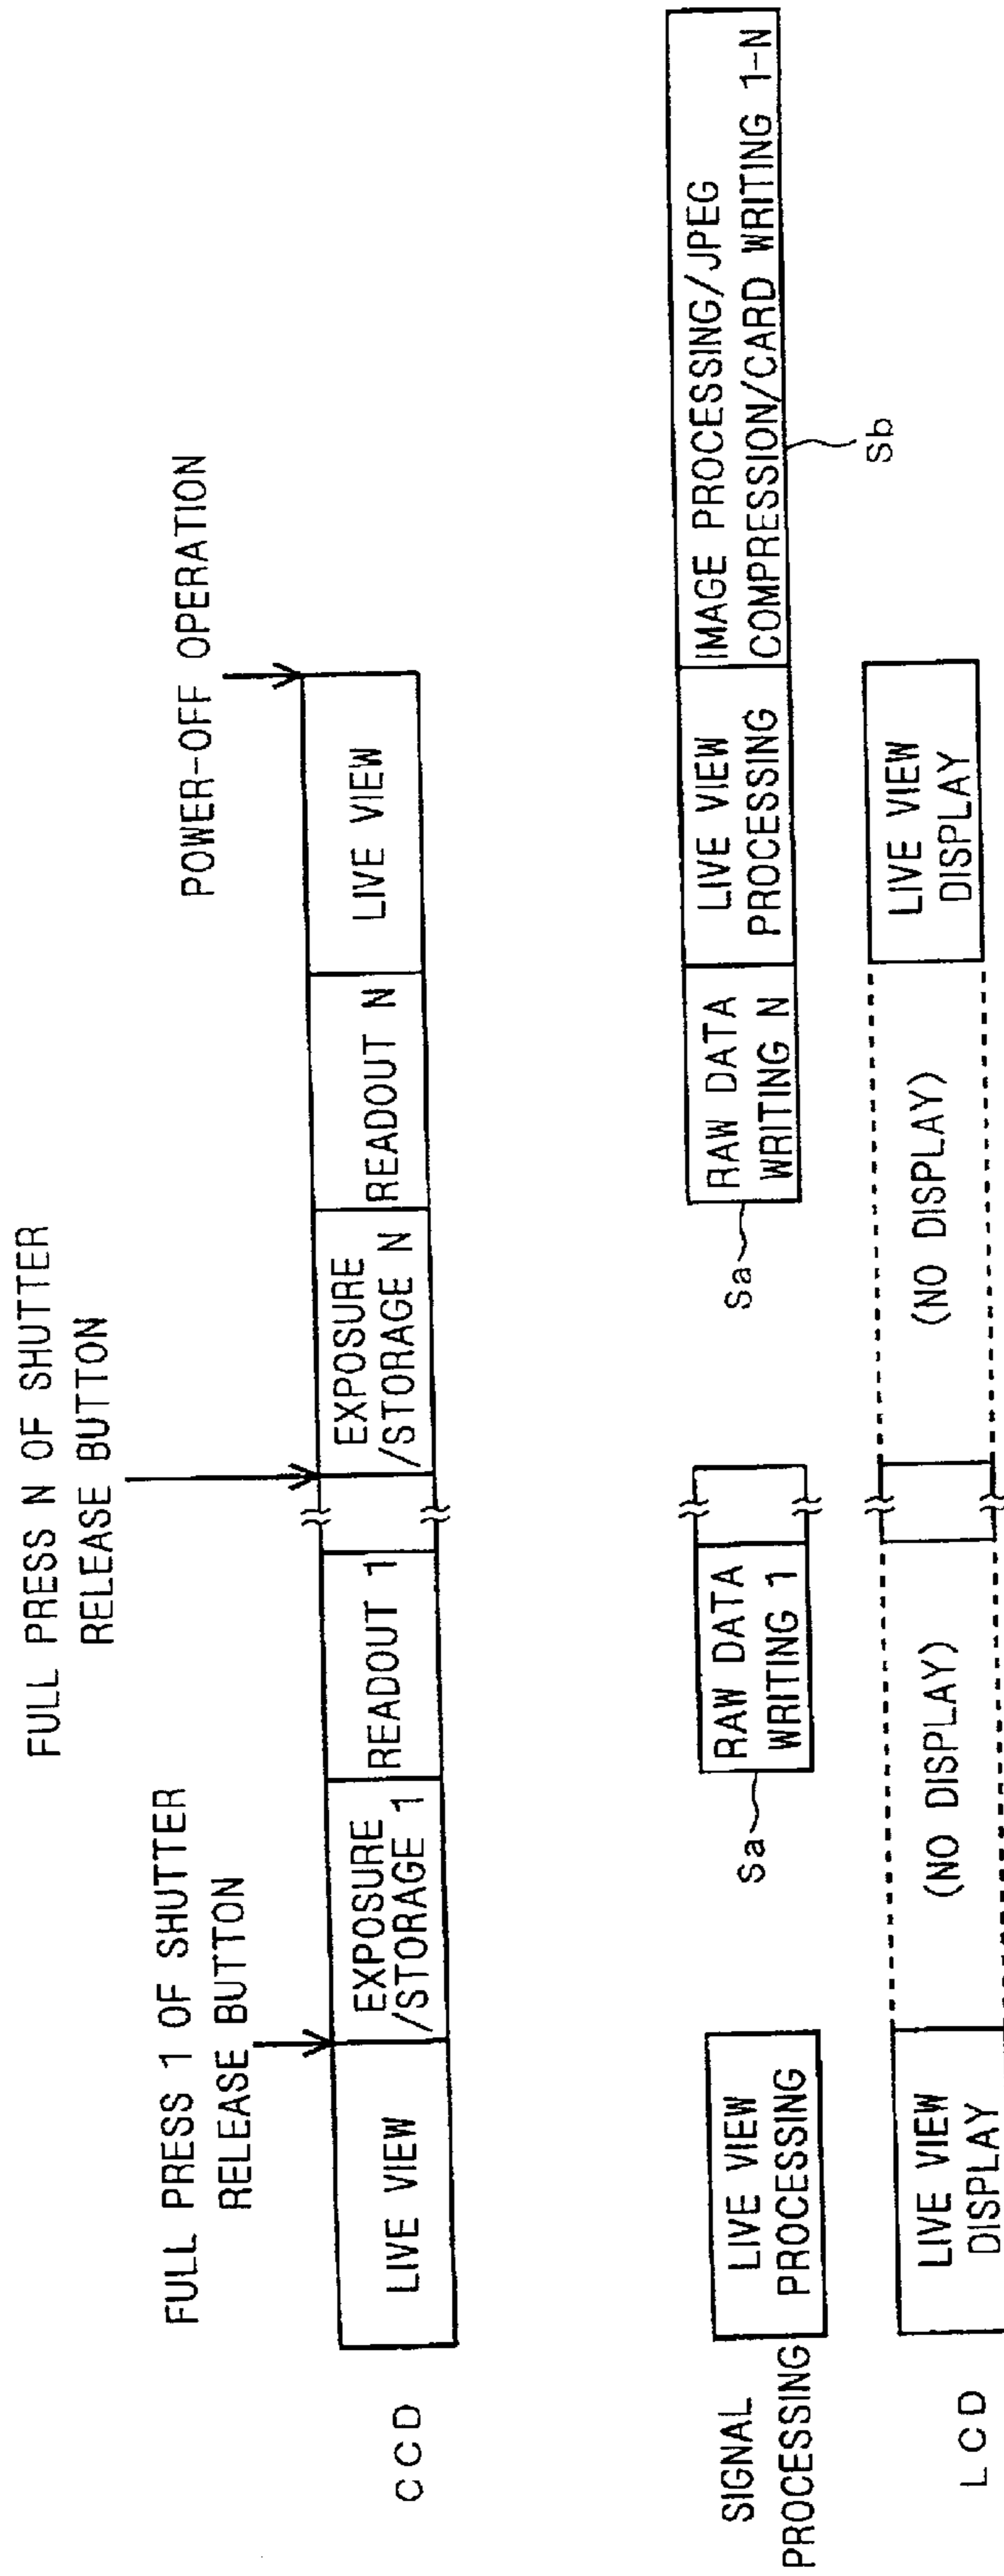 FULL PRESS 1 OF SHUTTER
RELEASE BUTTON
FULL PRESS N OF SHUTTER
RELEASE BUTTON
POWER-OFF OPERATION
CCD
LIVE VIEW
EXPOSURE
/STORAGE 1
READOUT 1
EXPOSURE
/STORAGE N
READOUT N
LIVE VIEW
SIGNAL
PROCESSING
LIVE VIEW
PROCESSING
Sa
RAW DATA
WRITING 1
Sa
RAW DATA
WRITING N
LIVE VIEW
PROCESSING
IMAGE PROCESSING/JPEG
COMPRESSION/CARD WRITING 1-N
Sb
LCD
LIVE VIEW
DISPLAY
(NO DISPLAY)
(NO DISPLAY)
LIVE VIEW
DISPLAY